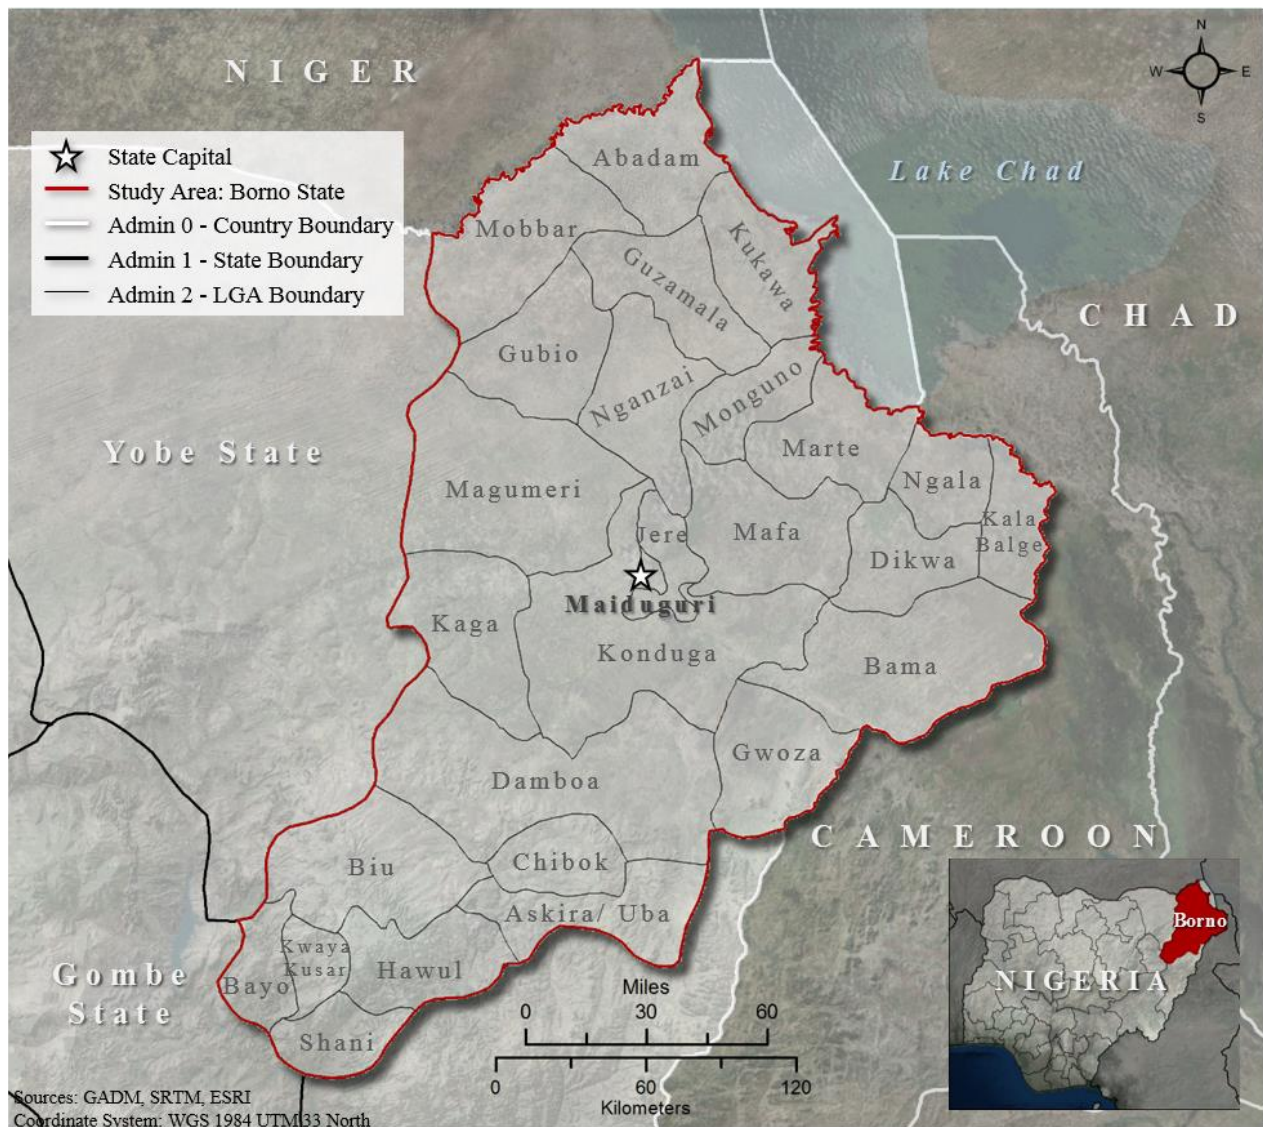 N
W E
S
NIGER
State Capital
Study Area: Borno State
Admin 0 - Country Boundary
Admin 1 - State Boundary
Admin 2 - LGA Boundary
Lake Chad
CHAD
Abadam
Mobbar
Kukawa
Guzamala
Gubio
Nganzai
Monguno
Yobe State
Marte
Magumeri
Ngala
Kala
Balge
Jere
Mafa
Dikwa
Maiduguri
Kaga
Konduga
Bama
Gwoza
Damboa
CAMEROON
Chibok
Biu
Askira/ Uba
Borno
NIGERIA
Kwaya
Kusar
Hawul
Bayo
Gombe
State
Shani
Miles
0 30 60
0 60 120
Kilometers
Sources: GADM, SRTM, ESRI
Coordinate System: WGS 1984 UTM 33 North